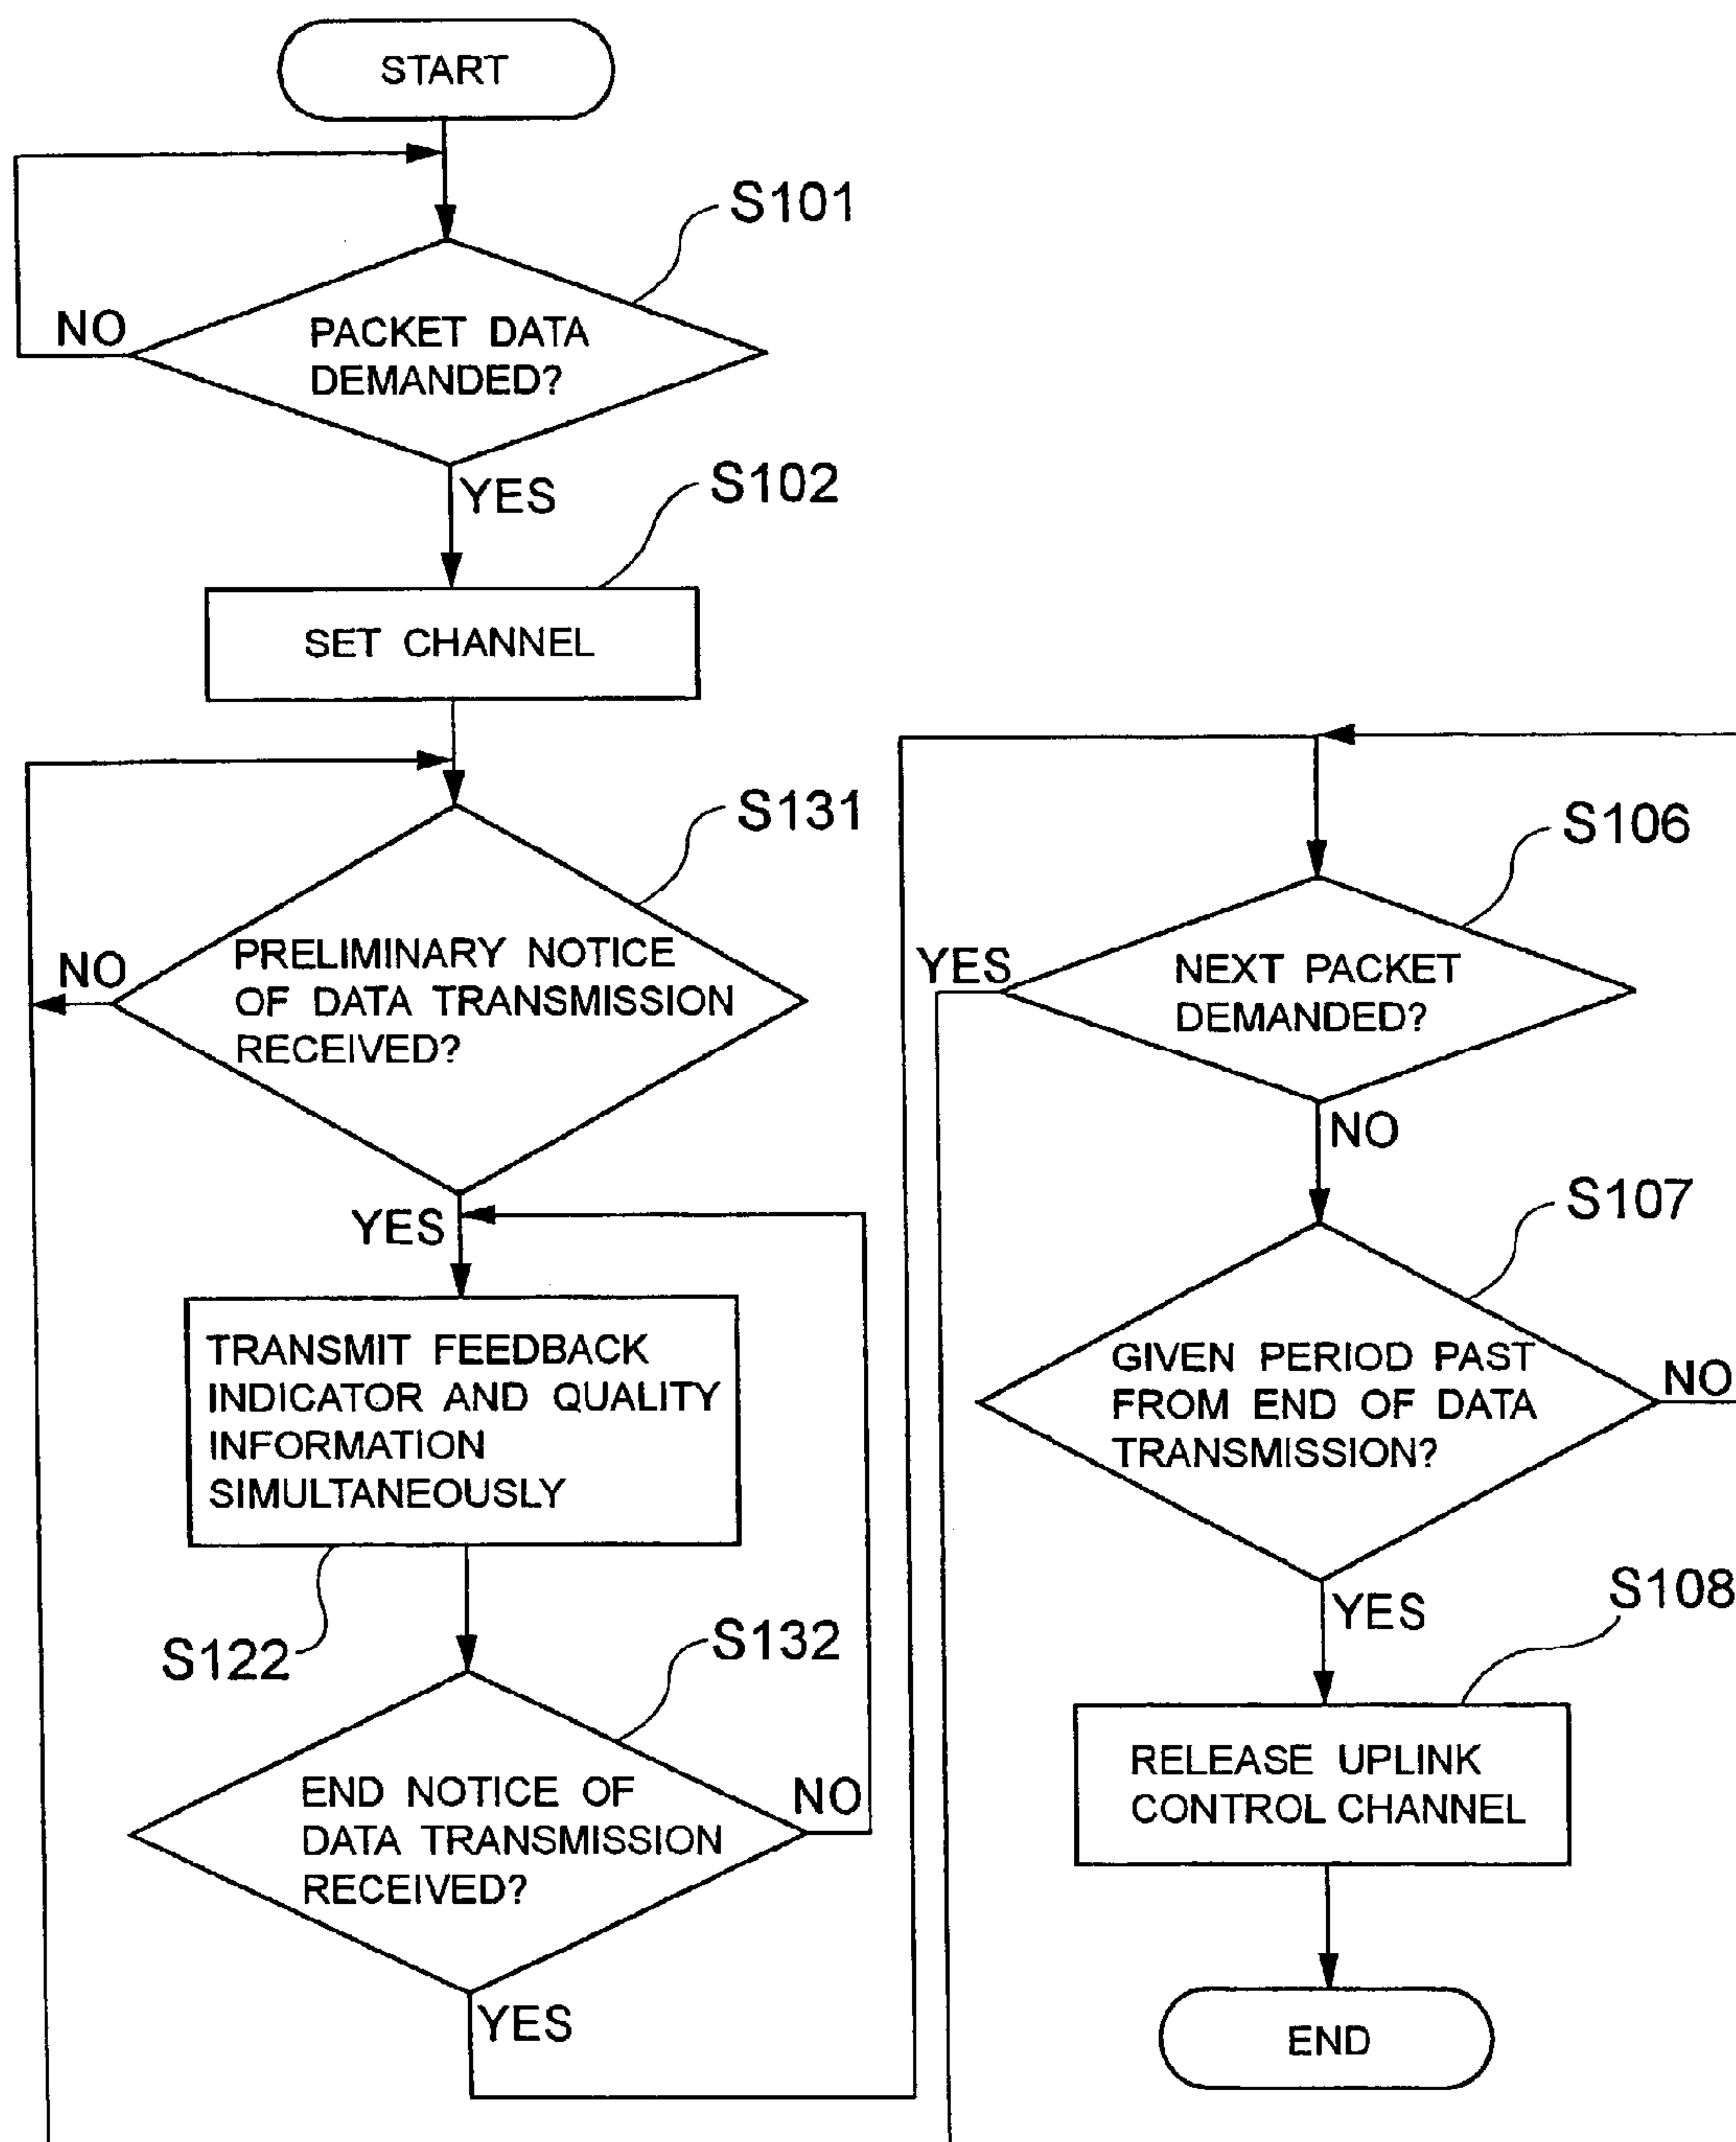 START
S101
NO
PACKET DATA
DEMANDED?
YES
S102
SET CHANNEL
S131
NO
PRELIMINARY NOTICE
OF DATA TRANSMISSION
RECEIVED?
YES
TRANSMIT FEEDBACK
INDICATOR AND QUALITY
INFORMATION
SIMULTANEOUSLY
S122
S132
END NOTICE OF
DATA TRANSMISSION
RECEIVED?
NO
YES
S106
YES
NEXT PACKET
DEMANDED?
NO
S107
GIVEN PERIOD PAST
FROM END OF DATA
TRANSMISSION?
NO
YES
S108
RELEASE UPLINK
CONTROL CHANNEL
END